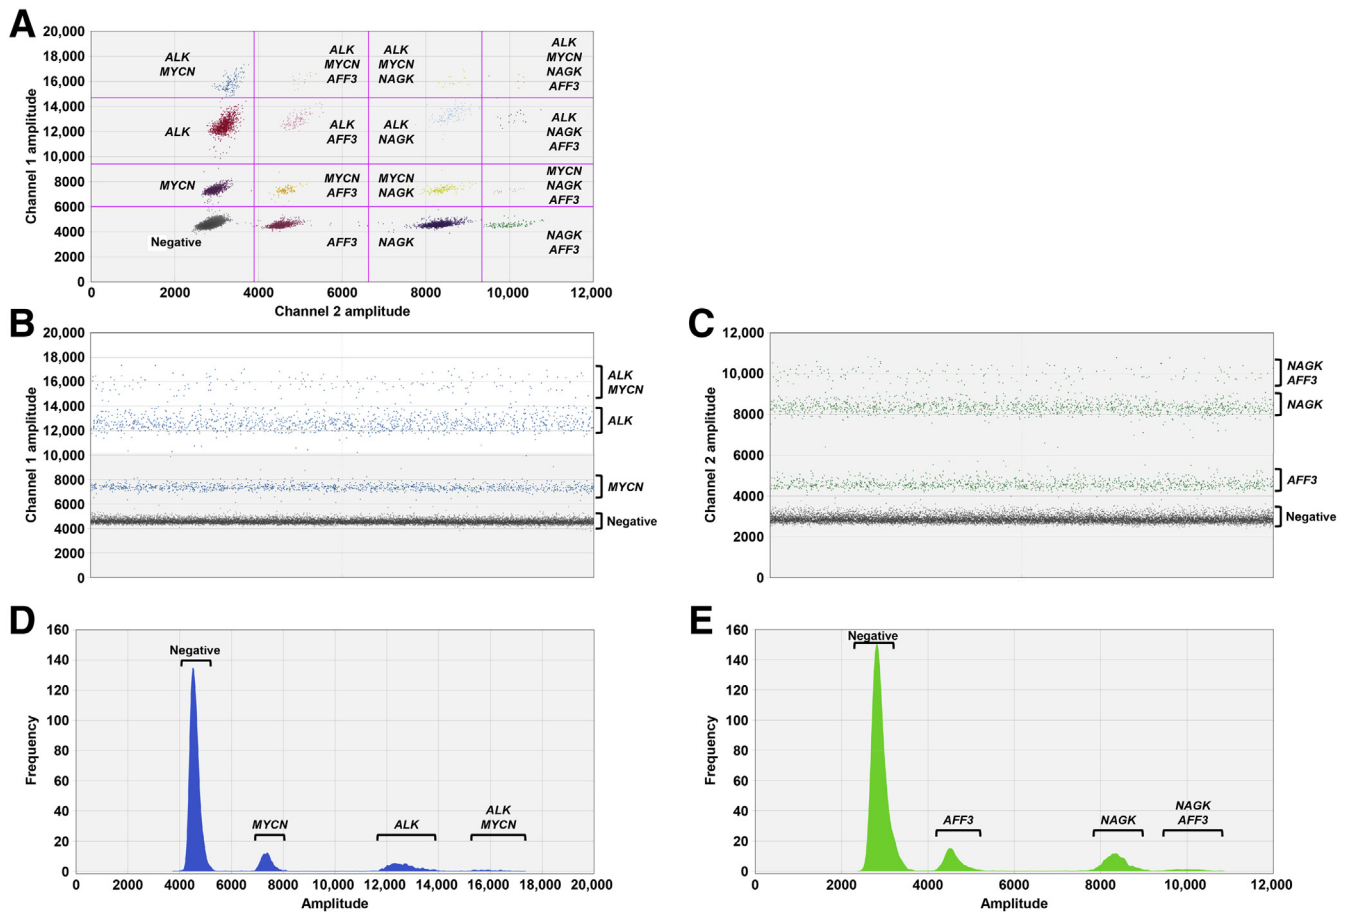 A
20,000
18,000
16,000
14,000
12,000
10,000
8000
6000
4000
2000
0
Channel 1 amplitude
ALK
MYCN
ALK
MYCN
AFF3
ALK
MYCN
NAGK
ALK
MYCN
NAGK
AFF3
ALK
ALK
AFF3
ALK
NAGK
ALK
NAGK
AFF3
MYCN
MYCN
AFF3
MYCN
NAGK
MYCN
NAGK
AFF3
Negative
AFF3
NAGK
NAGK
AFF3
0 2000 4000 6000 8000 10,000 12,000
Channel 2 amplitude
B
20,000
18,000
16,000
14,000
12,000
10,000
8000
6000
4000
2000
0
Channel 1 amplitude
ALK
MYCN
ALK
MYCN
Negative
C
12,000
10,000
8000
6000
4000
2000
0
Channel 2 amplitude
NAGK
AFF3
NAGK
AFF3
Negative
D
160
140
120
100
80
60
40
20
0
Frequency
Negative
MYCN
ALK
ALK
MYCN
0 2000 4000 6000 8000 10,000 12,000 14,000 16,000 18,000 20,000
Amplitude
E
160
140
120
100
80
60
40
20
0
Frequency
Negative
AFF3
NAGK
NAGK
AFF3
0 2000 4000 6000 8000 10,000 12,000
Amplitude